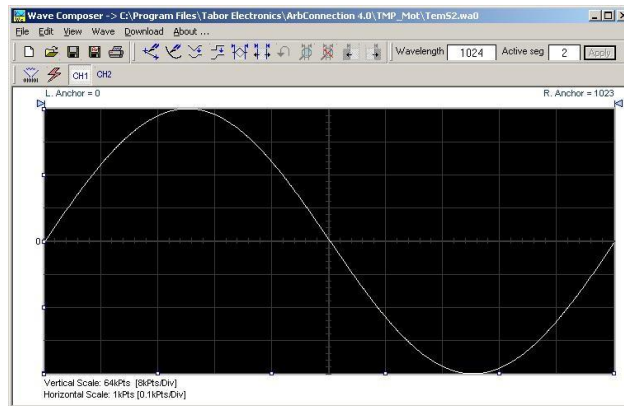 Wave Composer -> C:\Program Files\Tabor Electronics\ArbConnection 4.0\TMP_Mot\Tem52.wa0
File Edit View Wave Download About ...
Wavelength 1024 Active seg 2 Apply
CH1 CH2
L. Anchor = 0 R. Anchor = 1023
0
Vertical Scale: 64kPts [8kPts/Div]
Horizontal Scale: 1kPts [0.1kPts/Div]